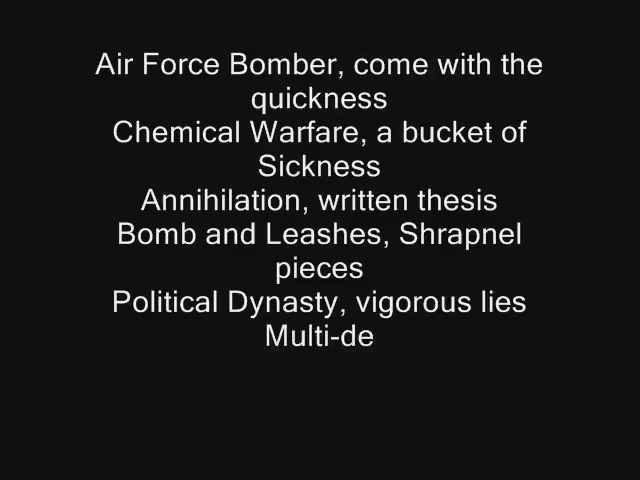 Air Force Bomber, come with the
quickness
Chemical Warfare, a bucket of
Sickness
Annihilation, written thesis
Bomb and Leashes, Shrapnel
pieces
Political Dynasty, vigorous lies
Multi-de